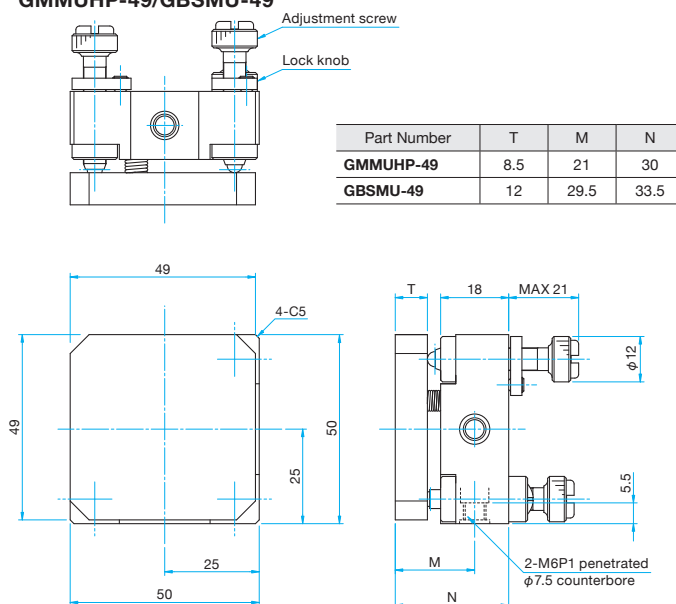 GMMUHP-49/GBSMU-49
Adjustment screw
Lock knob
Part Number T M N
GMMUHP-49 8.5 21 30
GBSMU-49 12 29.5 33.5
49
4-C5
49
50
25
25
50
T
18
MAX 21
φ12
5.5
M
N
2-M6P1 penetrated
φ7.5 counterbore